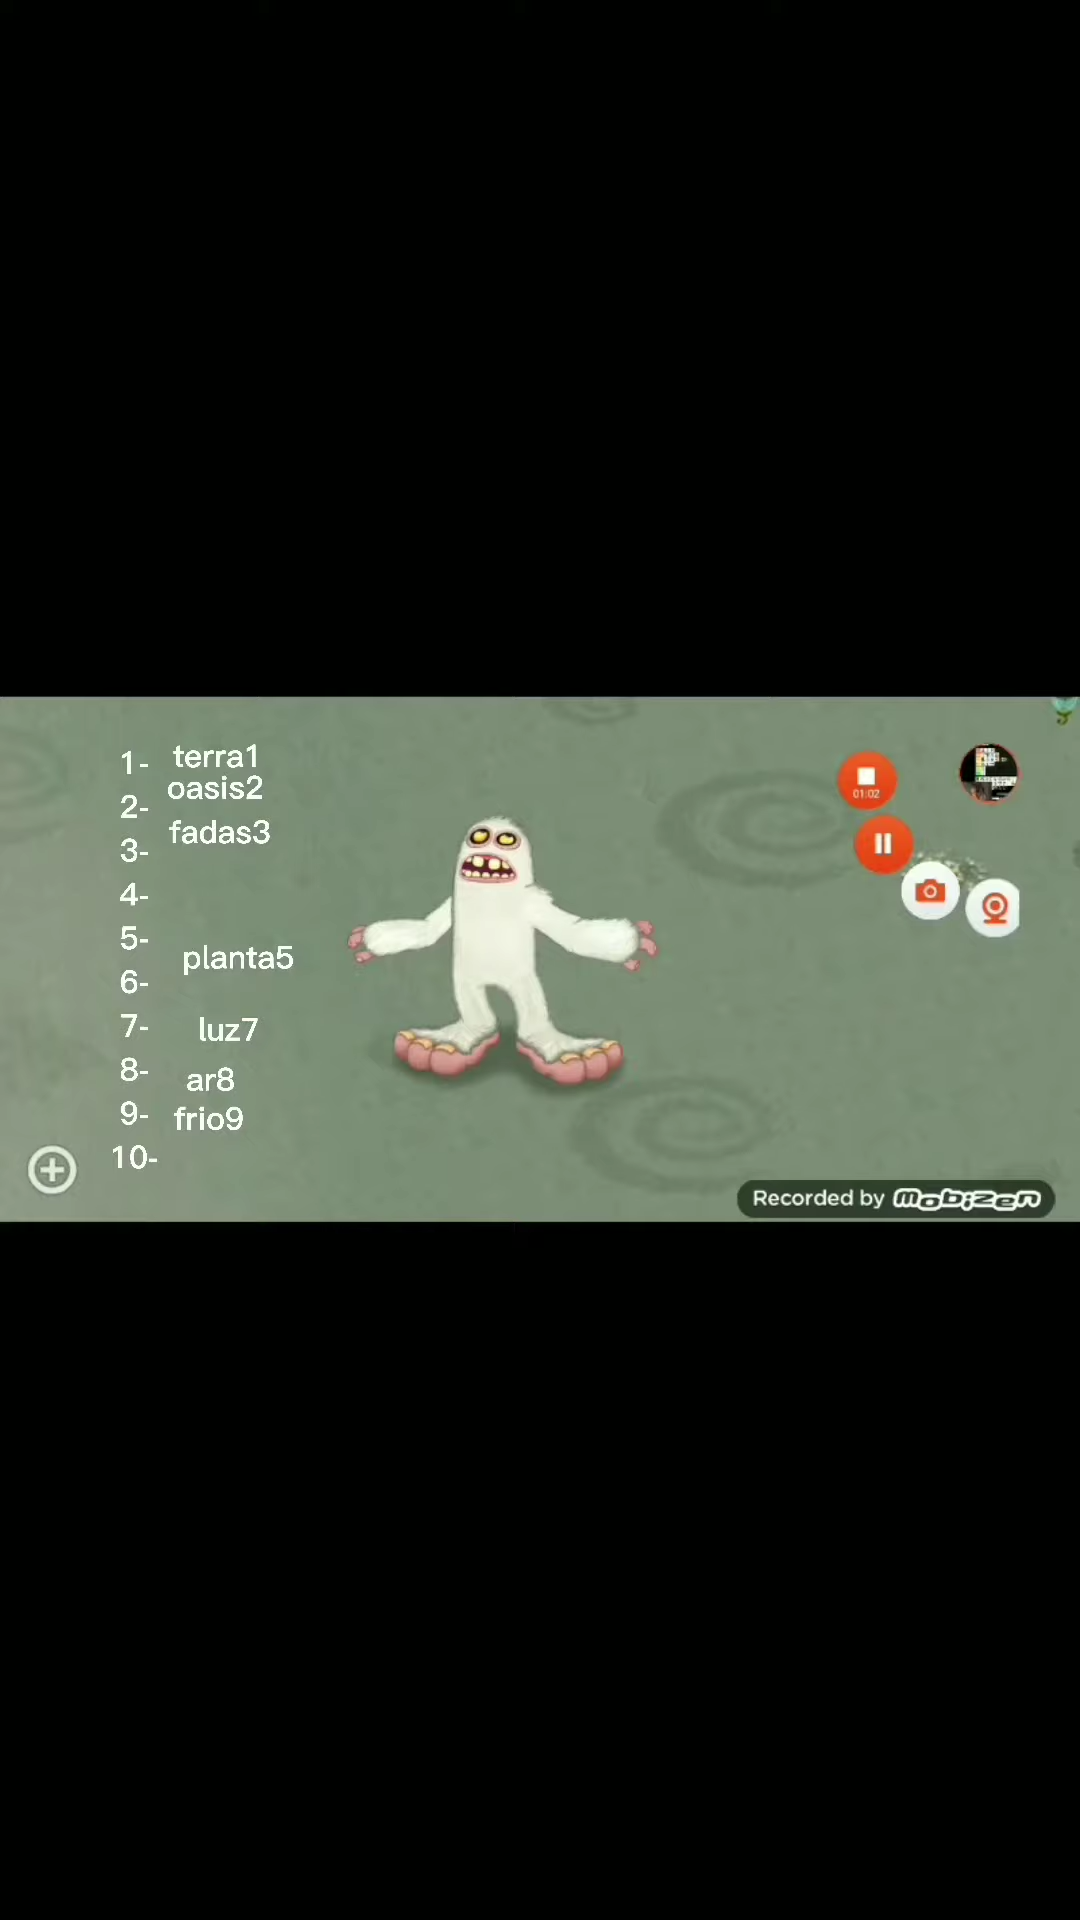 1- terra1
oasis2
2-
fadas3
3-
4-
5-
planta5
6-
7- luz7
8- ar8
9- frio9
10-
01:02
Recorded by Mobizen